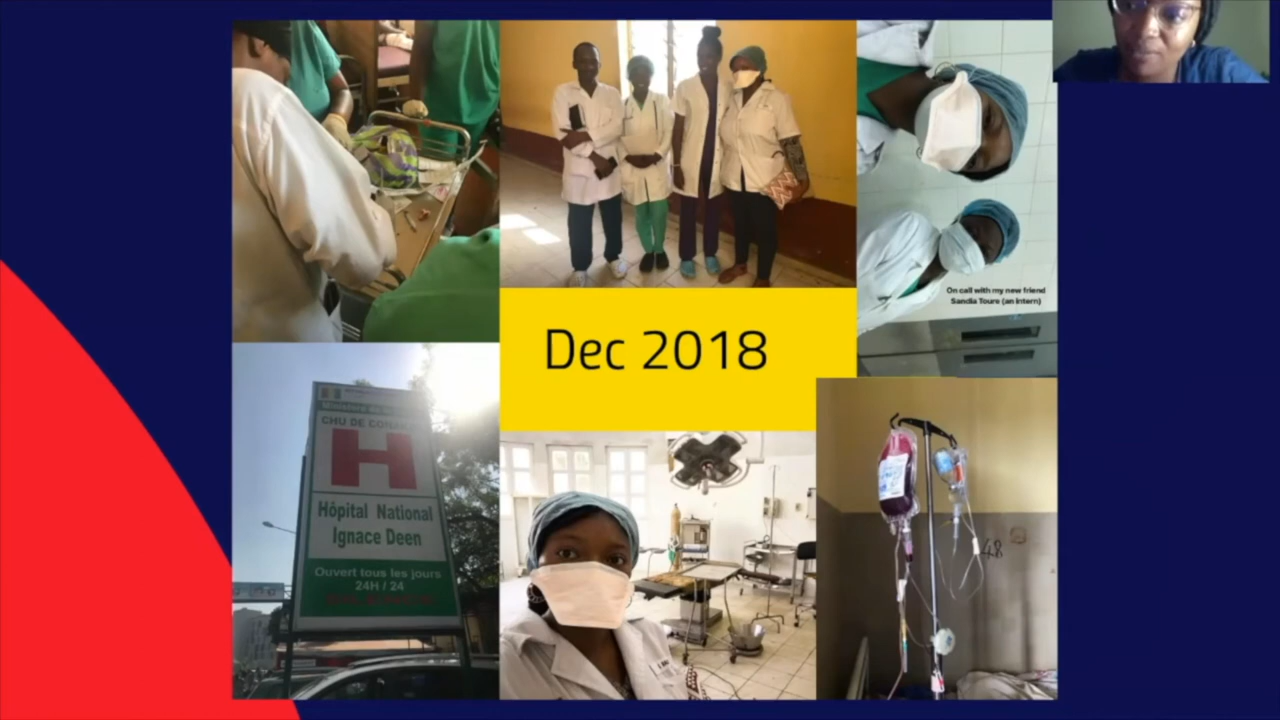 On call with my new friend
Sandia Toure (an intern)
Dec 2018
CHU DE CONAKRY
H
Hôpital National
Ignace Deen
Ouvert tous les jours
24H / 24
48